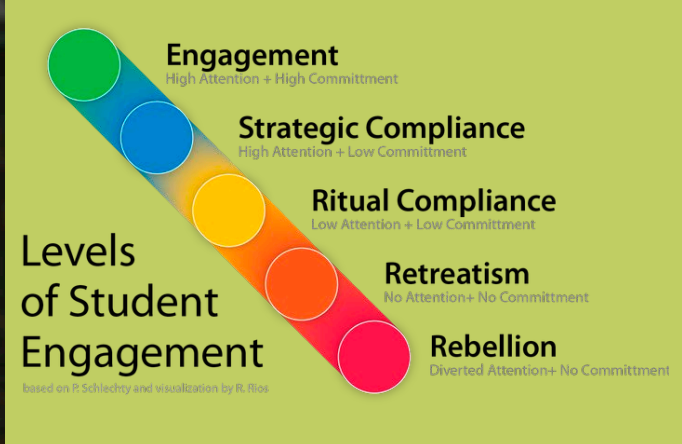 Engagement
High Attention + High Committment
Strategic Compliance
High Attention + Low Committment
Ritual Compliance
Low Attention + Low Committment
Retreatism
No Attention+ No Committment
Rebellion
Diverted Attention+ No Committment
Levels
of Student
Engagement
based on P. Schlechty and visualization by R. Rios